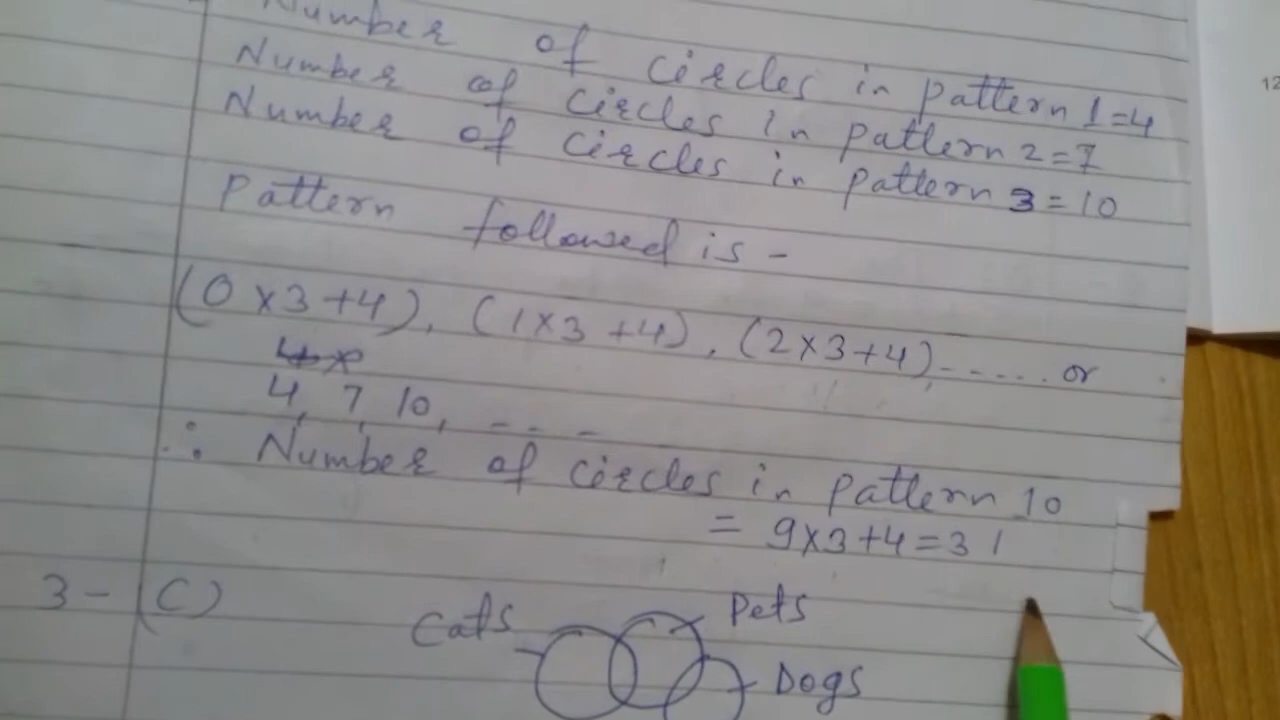 Number of circles in pattern 1=4
Number of circles in pattern 2=7
Number of circles in pattern 3=10
Pattern followed is -
(0×3+4), (1×3+4), (2×3+4)...... or
4, 7, 10, - - -
∴ Number of circles in pattern 10
= 9×3+4=31
3- (C)
Cats
Pets
Dogs
12